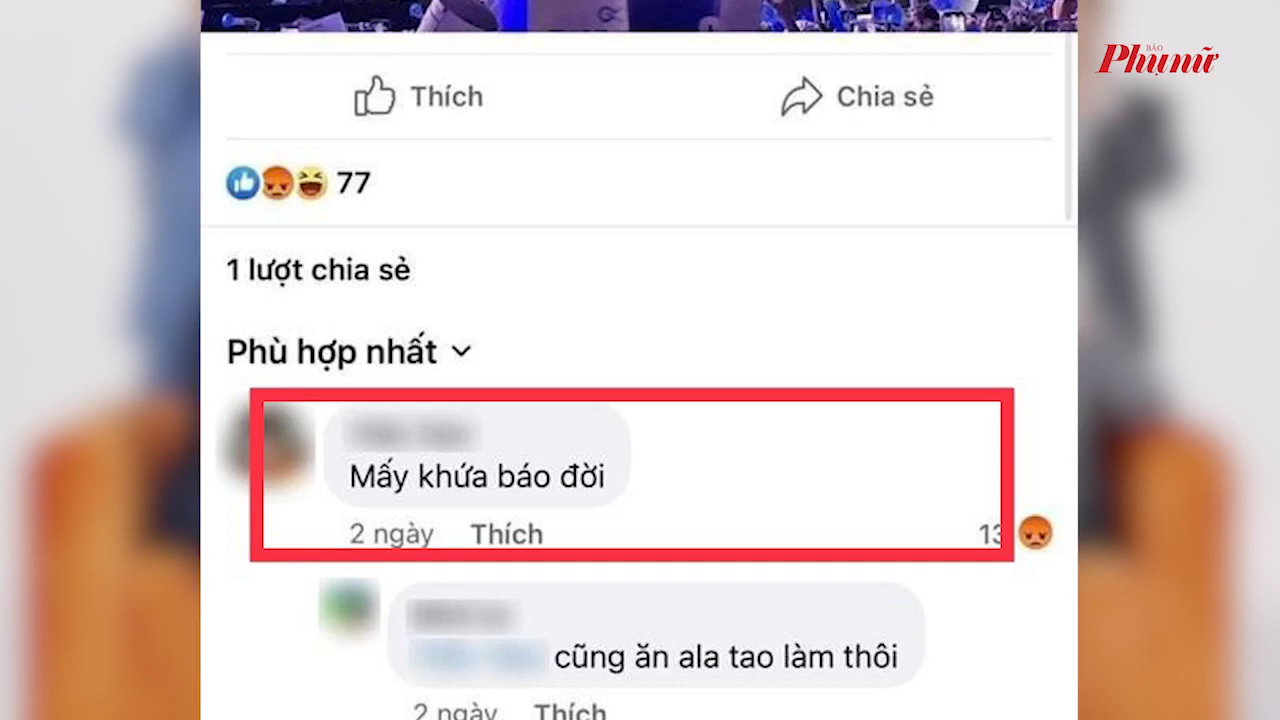 BÁO
Phụ nữ
Thích
Chia sẻ
77
1 lượt chia sẻ
Phù hợp nhất
Mấy khứa báo đời
2 ngày
Thích
13
cũng ăn ala tao làm thôi
2 ngày
Thích